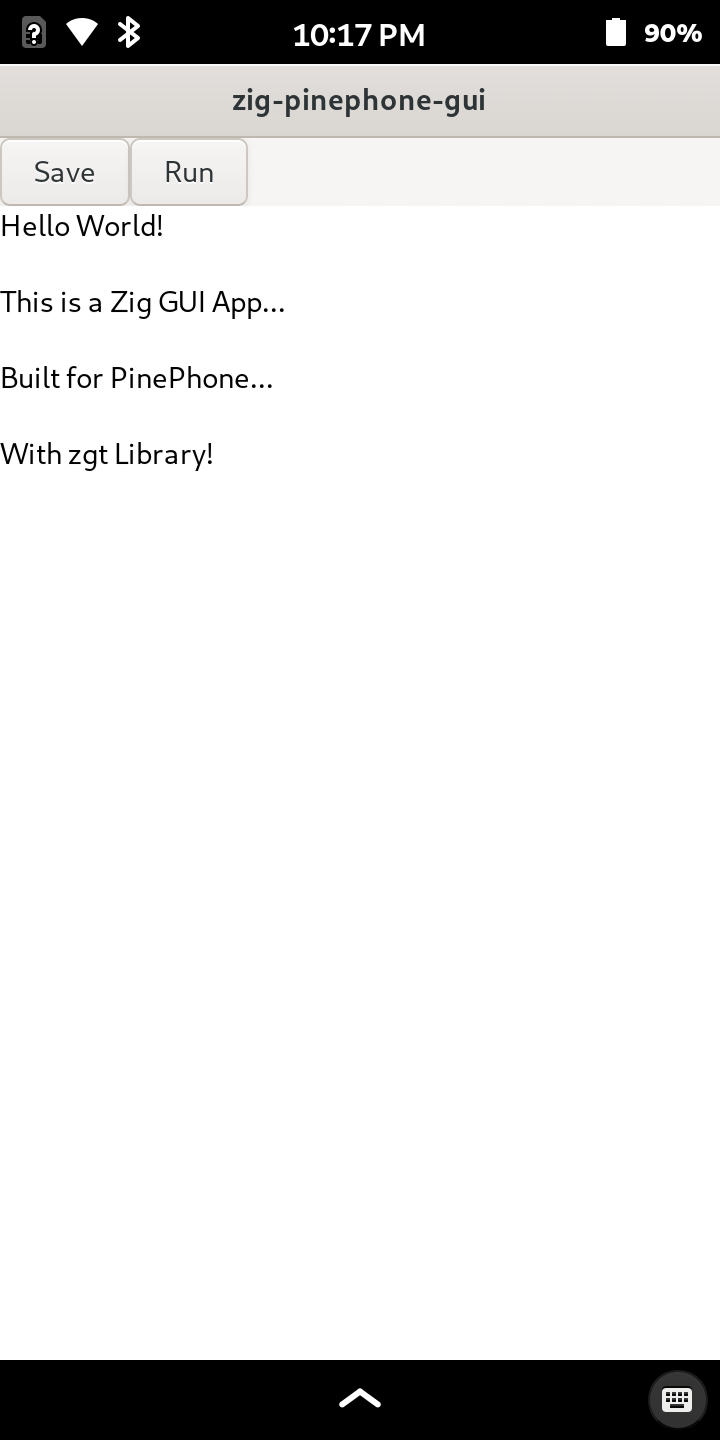 10:17 PM 90%
zig-pinephone-gui
Save Run
Hello World!
This is a Zig GUI App...
Built for PinePhone...
With zgt Library!